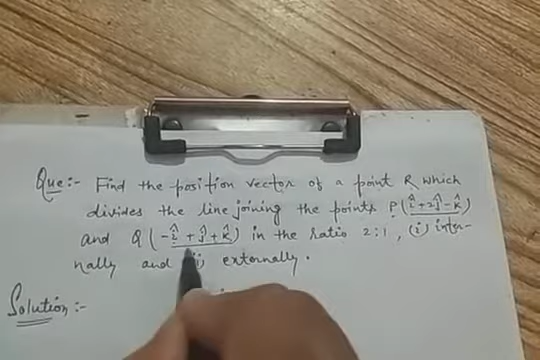 Que:- Find the position vector of a point R which
divides the line joining the points P(î+2ĵ-k̂)
and Q(-î+ĵ+k̂) in the ratio 2:1, (i) inter-
nally and externally.
Solution:-